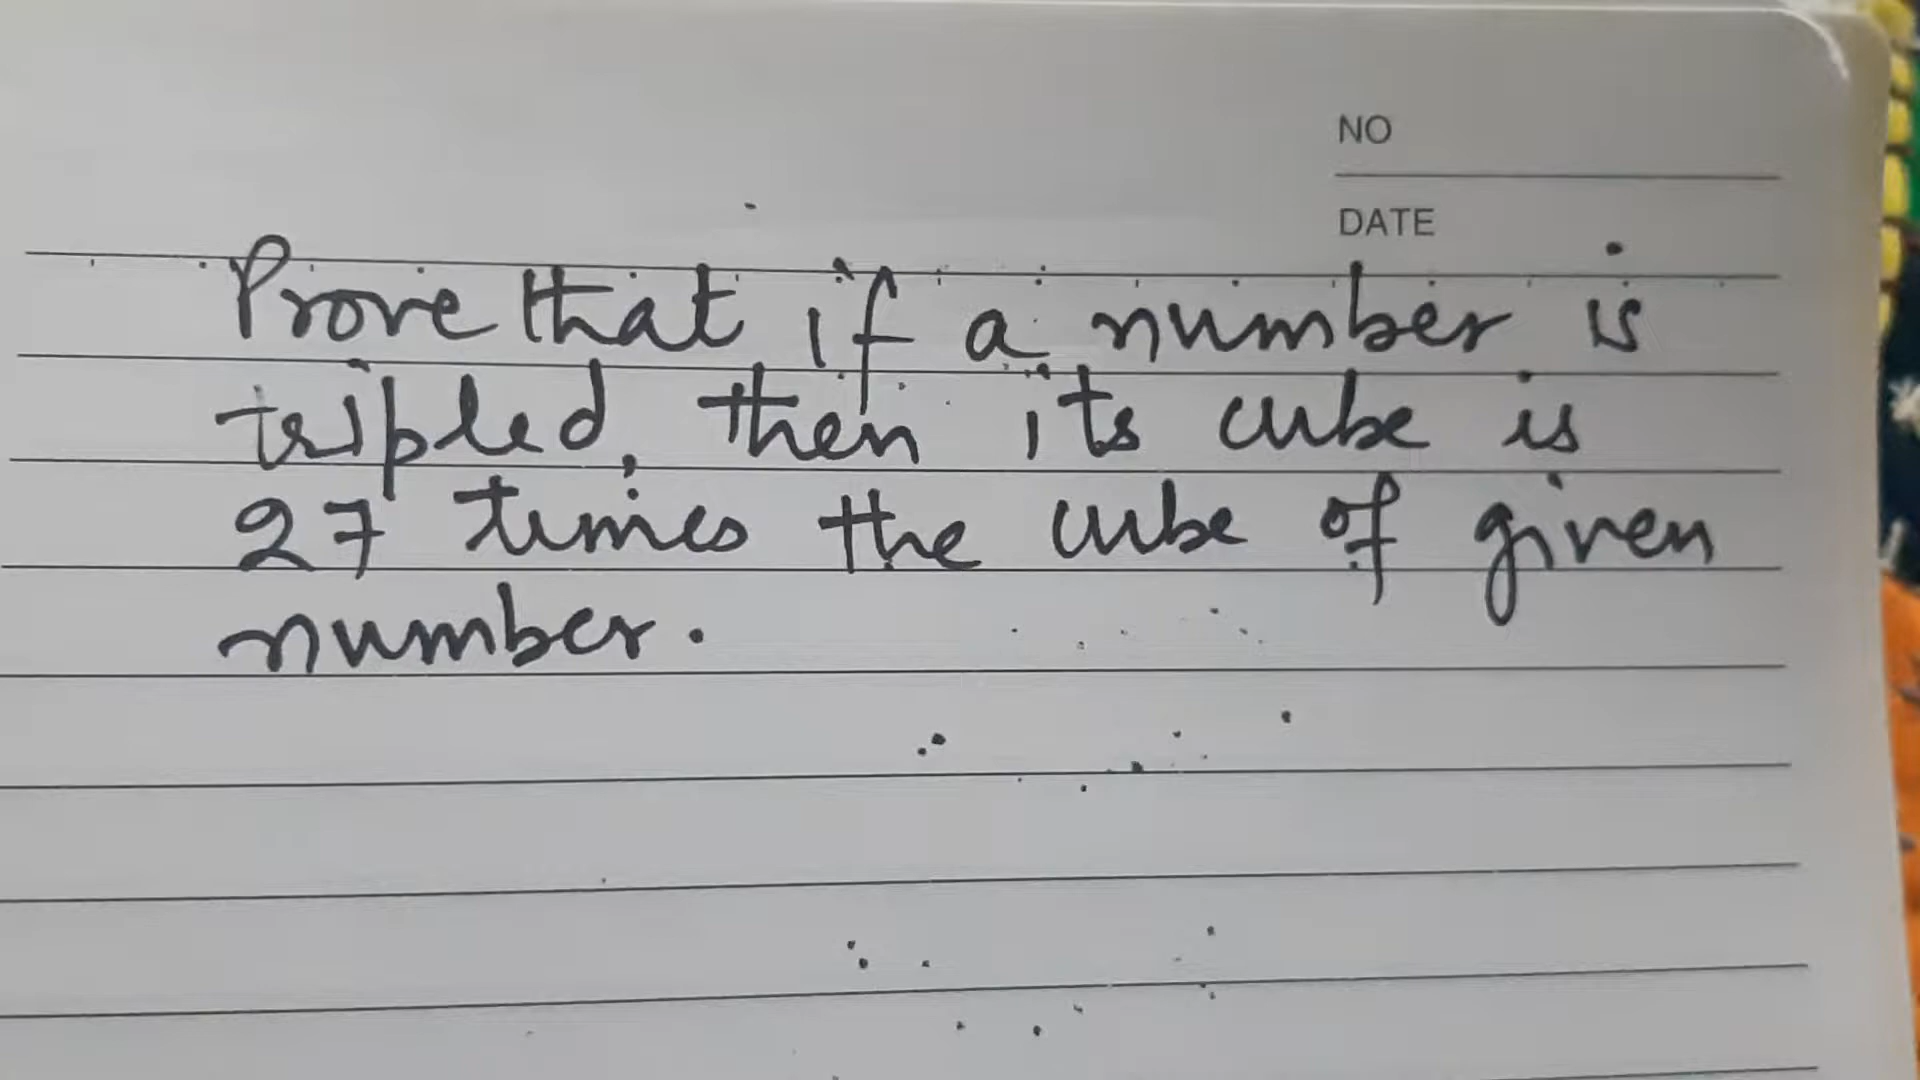 NO
DATE
Prove that if a number is
tripled, then its cube is
27 times the cube of given
number.